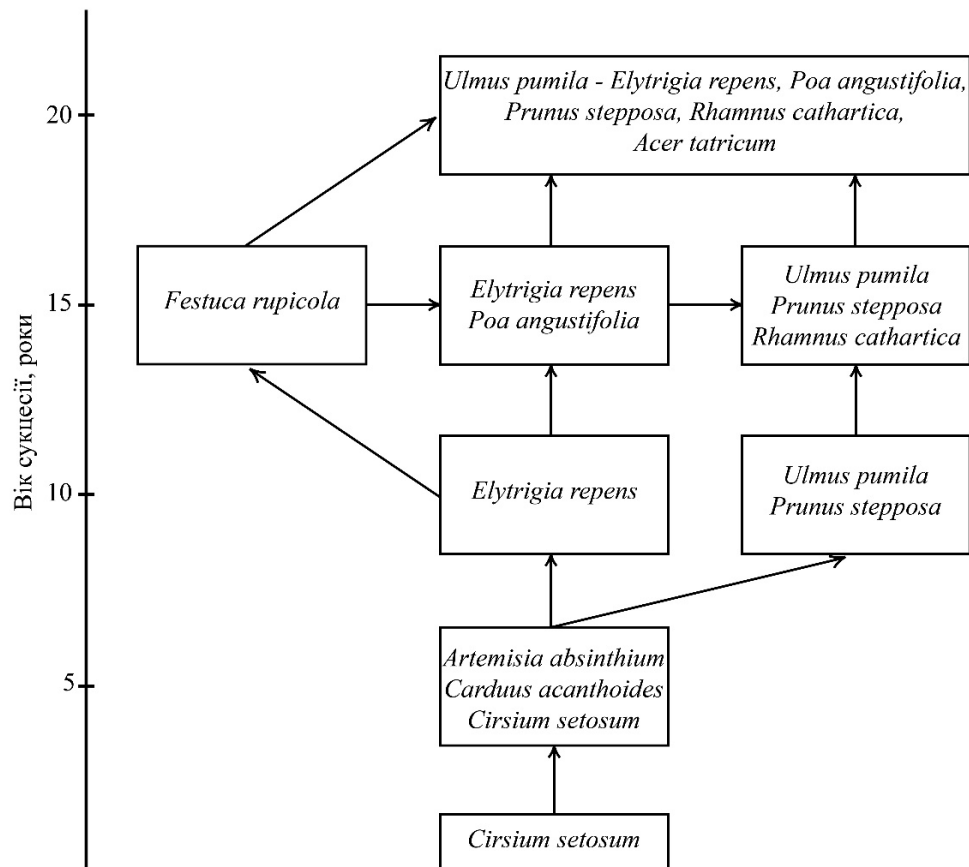 Вік сукцесії, роки
20
15
10
5
Ulmus pumila - Elytrigia repens, Poa angustifolia,
Prunus stepposa, Rhamnus cathartica,
Acer tatricum
Festuca rupicola
Elytrigia repens
Poa angustifolia
Ulmus pumila
Prunus stepposa
Rhamnus cathartica
Elytrigia repens
Ulmus pumila
Prunus stepposa
Artemisia absinthium
Carduus acanthoides
Cirsium setosum
Cirsium setosum